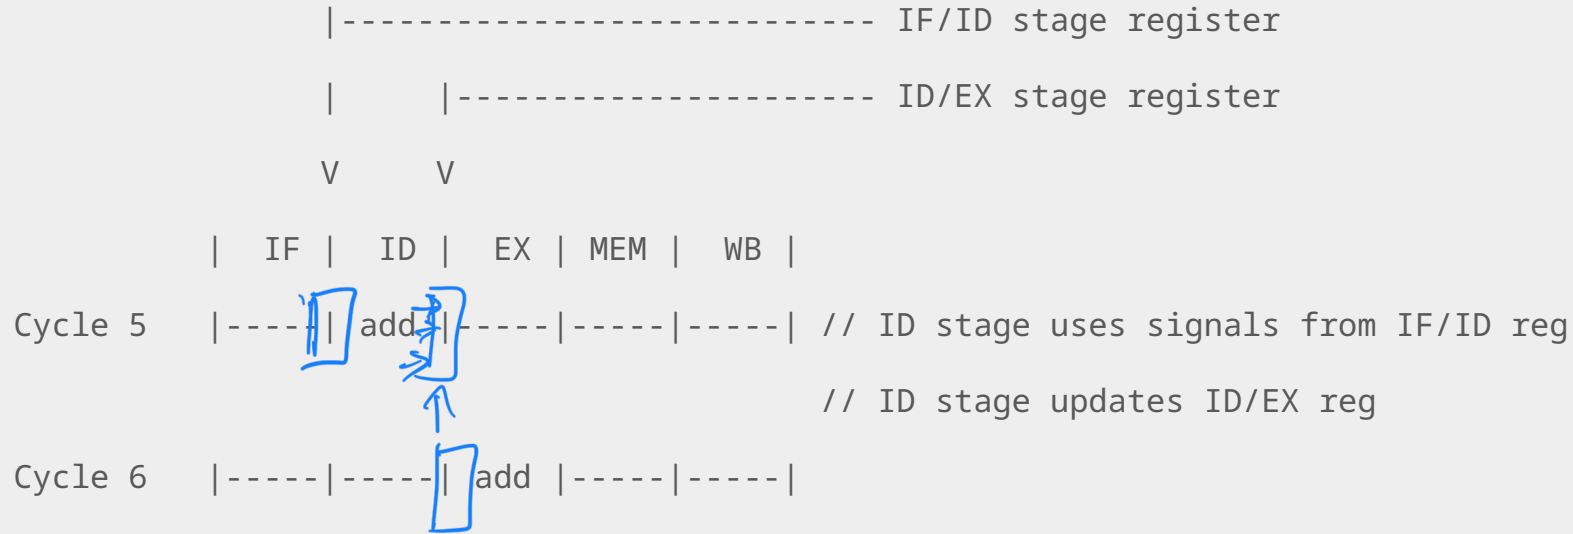 |---------------------------- IF/ID stage register
| |---------------------- ID/EX stage register
V V
| IF | ID | EX | MEM | WB |
Cycle 5 |-----| add |-----|-----|-----| // ID stage uses signals from IF/ID reg
// ID stage updates ID/EX reg
Cycle 6 |-----|-----| add |-----|-----|